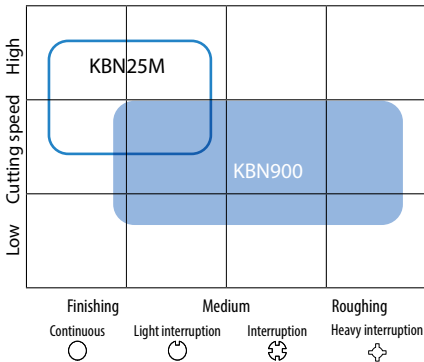 High
Cutting speed
Low
KBN25M
KBN900
Finishing Medium Roughing
Continuous Light interruption Interruption Heavy interruption